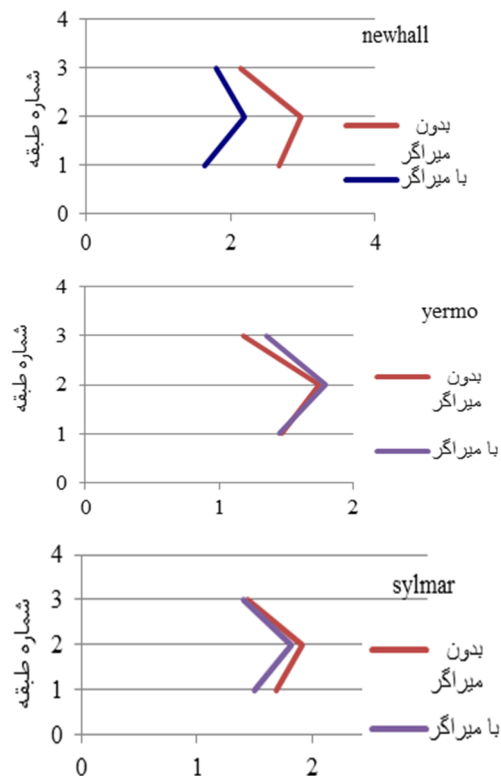 newhall
4
3
2
1
0
شماره طبقه
0 2 4
بدون
میراگر
با میراگر
yermo
4
3
2
1
0
شماره طبقه
0 1 2
بدون
میراگر
با میراگر
sylmar
4
3
2
1
0
شماره طبقه
0 1 2
بدون
میراگر
با میراگر